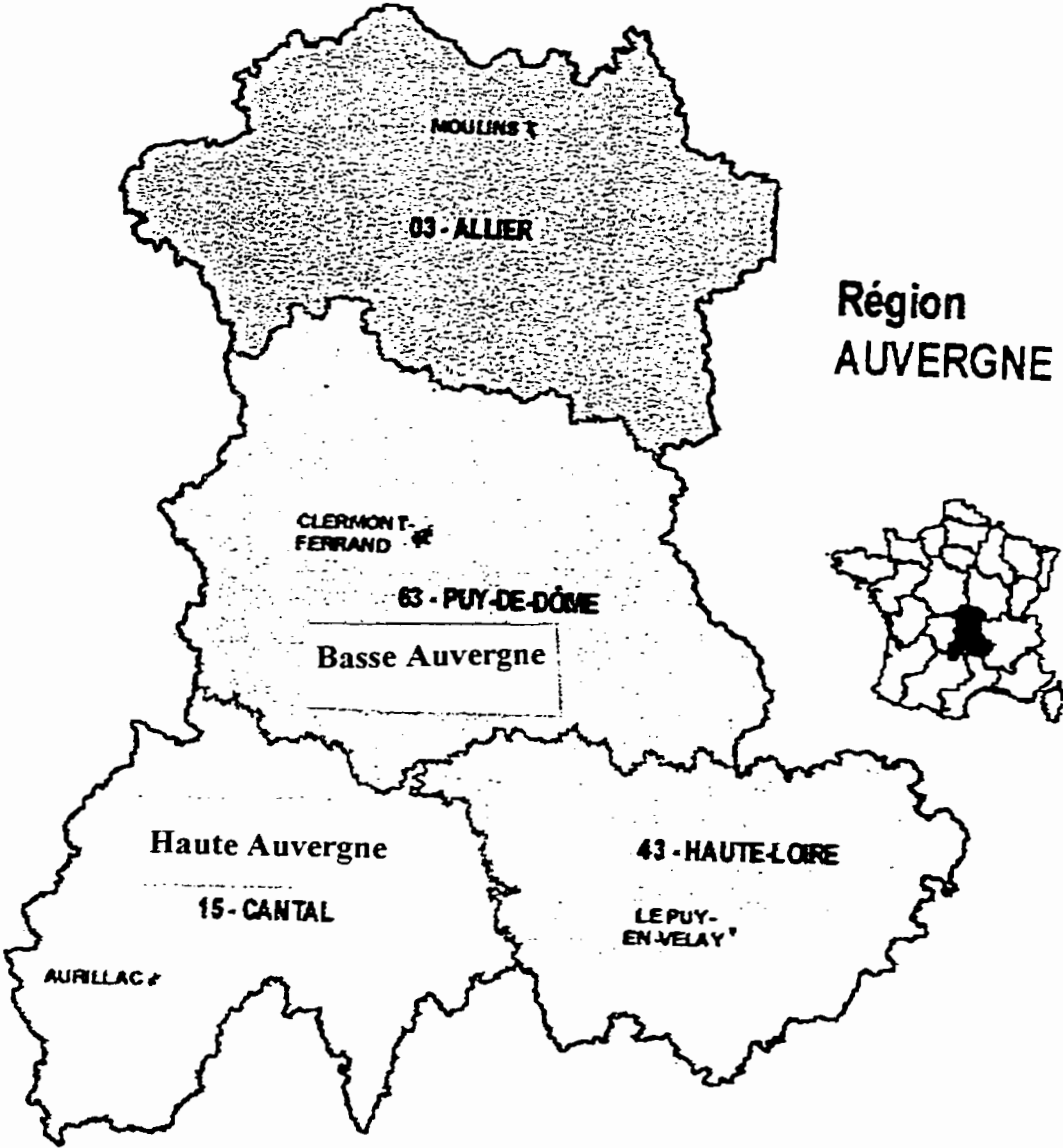 MOULINS
03 - ALLIER
Région
AUVERGNE
CLERMONT-
FERRAND
63 - PUY-DE-DÔME
Basse Auvergne
Haute Auvergne
43 - HAUTE-LOIRE
15 - CANTAL
LE PUY-
EN-VELAY
AURILLAC